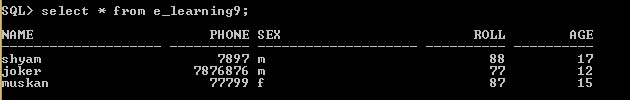 SQL> select * from e_learning9;
NAME PHONE SEX ROLL AGE
shyam 7897 m 88 17
joker 7876876 m 77 12
muskan 77799 f 87 15